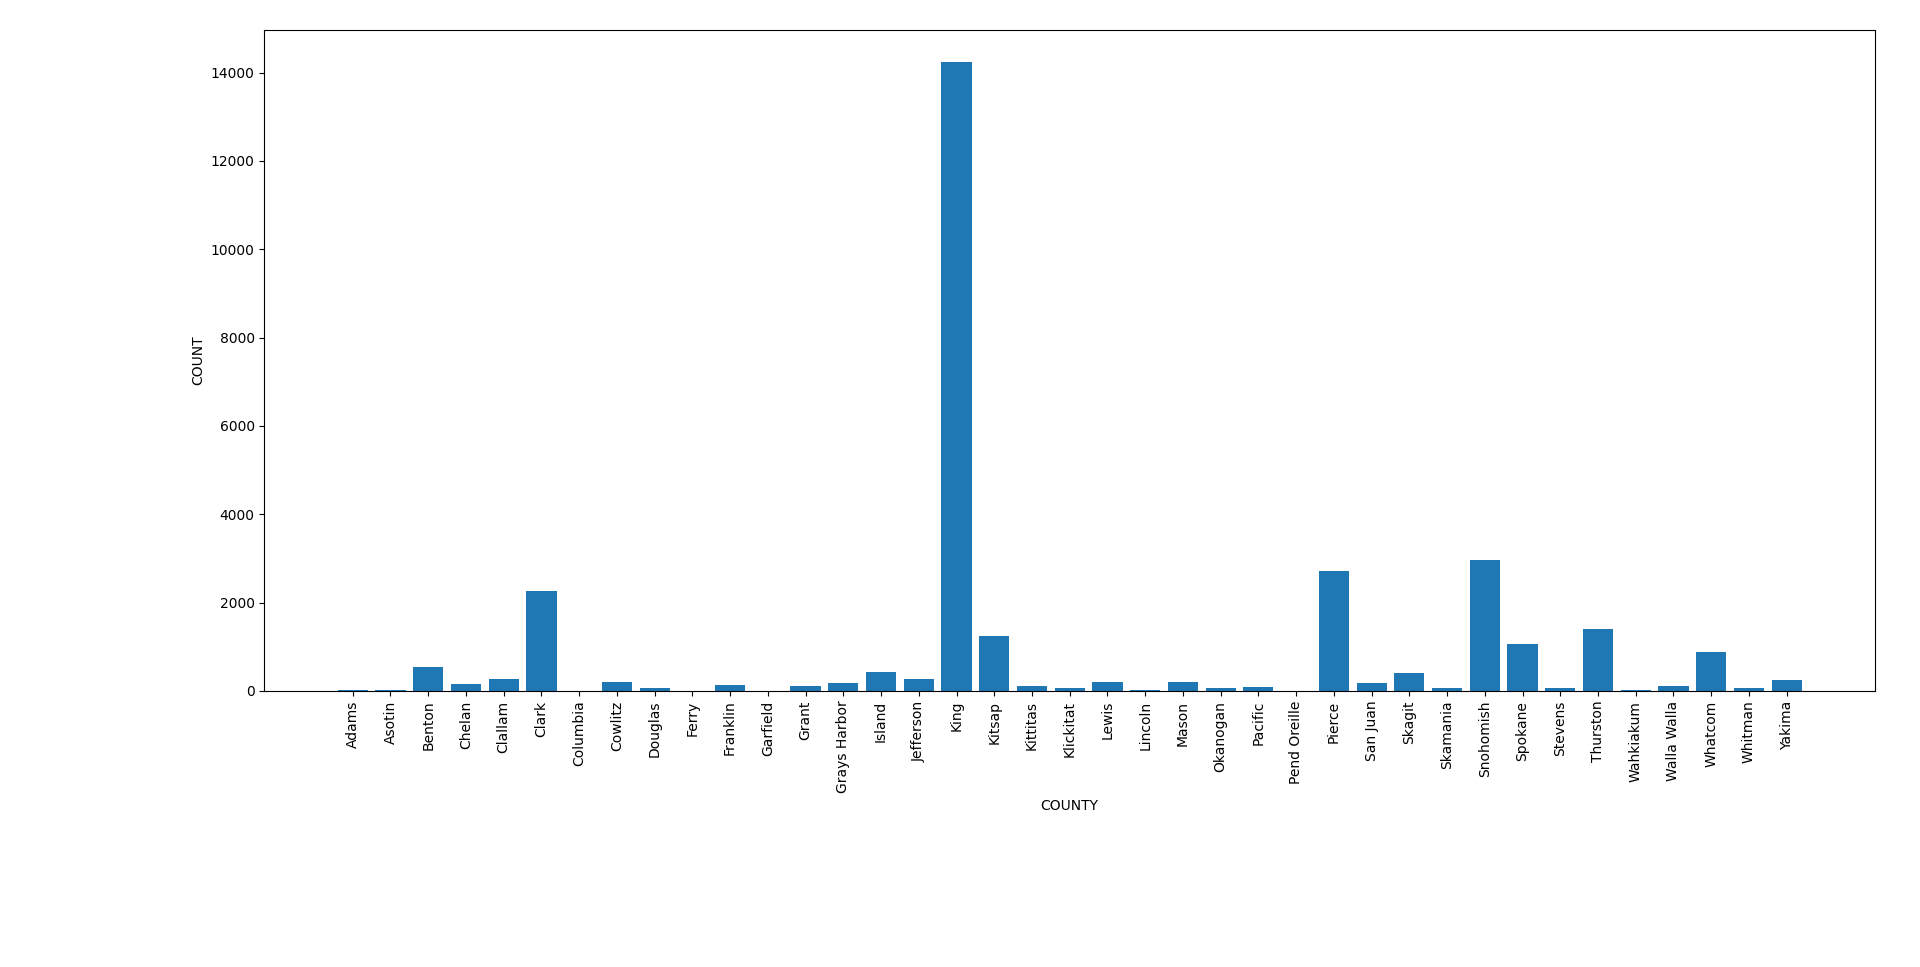 14000
12000
10000
8000
6000
4000
2000
0
COUNT
Adams
Asotin
Benton
Chelan
Clallam
Clark
Columbia
Cowlitz
Douglas
Ferry
Franklin
Garfield
Grant
Grays Harbor
Island
Jefferson
King
Kitsap
Kittitas
Klickitat
Lewis
Lincoln
Mason
Okanogan
Pacific
Pend Oreille
Pierce
San Juan
Skagit
Skamania
Snohomish
Spokane
Stevens
Thurston
Wahkiakum
Walla Walla
Whatcom
Whitman
Yakima
COUNTY